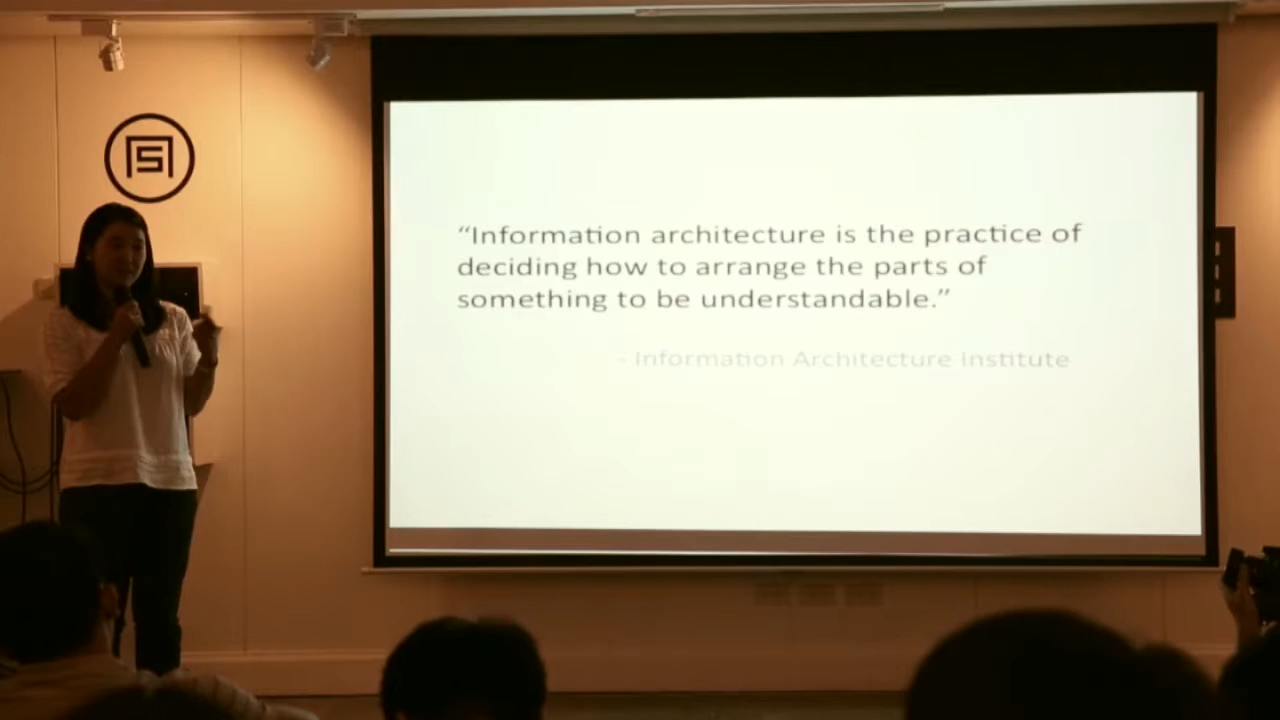 “Information architecture is the practice of
deciding how to arrange the parts of
something to be understandable.”
- Information Architecture Institute